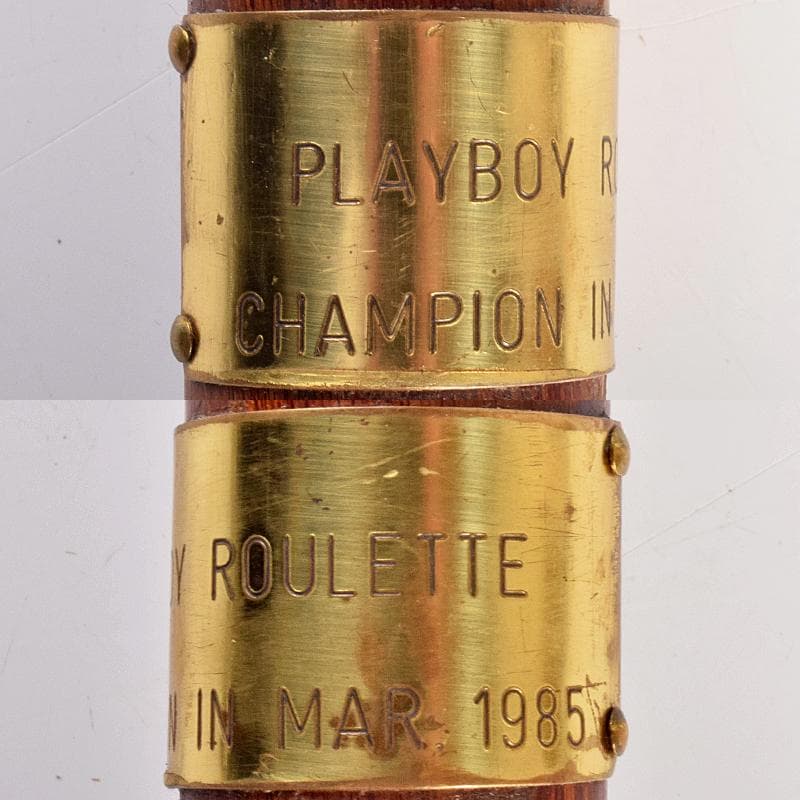 PLAYBOY R
CHAMPION IN
Y ROULETTE
N IN MAR. 1985